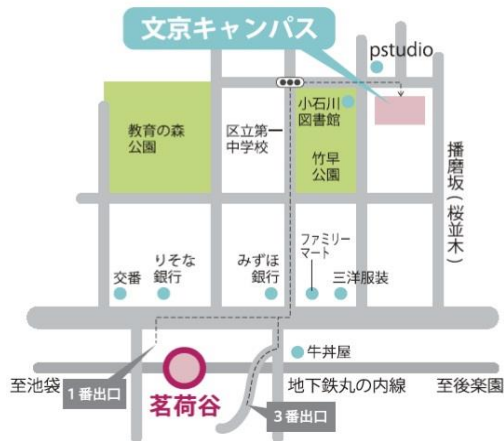 文京キャンパス
pstudio
小石川
図書館
教育の森
公園
区立第一
中学校
竹早
公園
播磨坂（桜並木）
ファミリー
マート
りそな
銀行
みずほ
銀行
交番
三洋服装
牛丼屋
至池袋
1番出口
茗荷谷
3番出口
地下鉄丸の内線
至後楽園